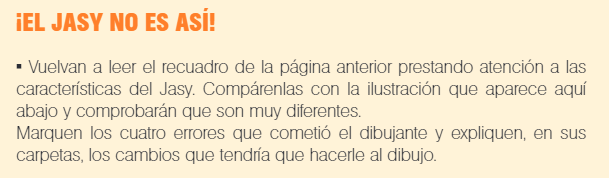 ¡EL JASY NO ES ASÍ!
▪ Vuelvan a leer el recuadro de la página anterior prestando atención a las
características del Jasy. Compárenlas con la ilustración que aparece aquí
abajo y comprobarán que son muy diferentes.
Marquen los cuatro errores que cometió el dibujante y expliquen, en sus
carpetas, los cambios que tendría que hacerle al dibujo.